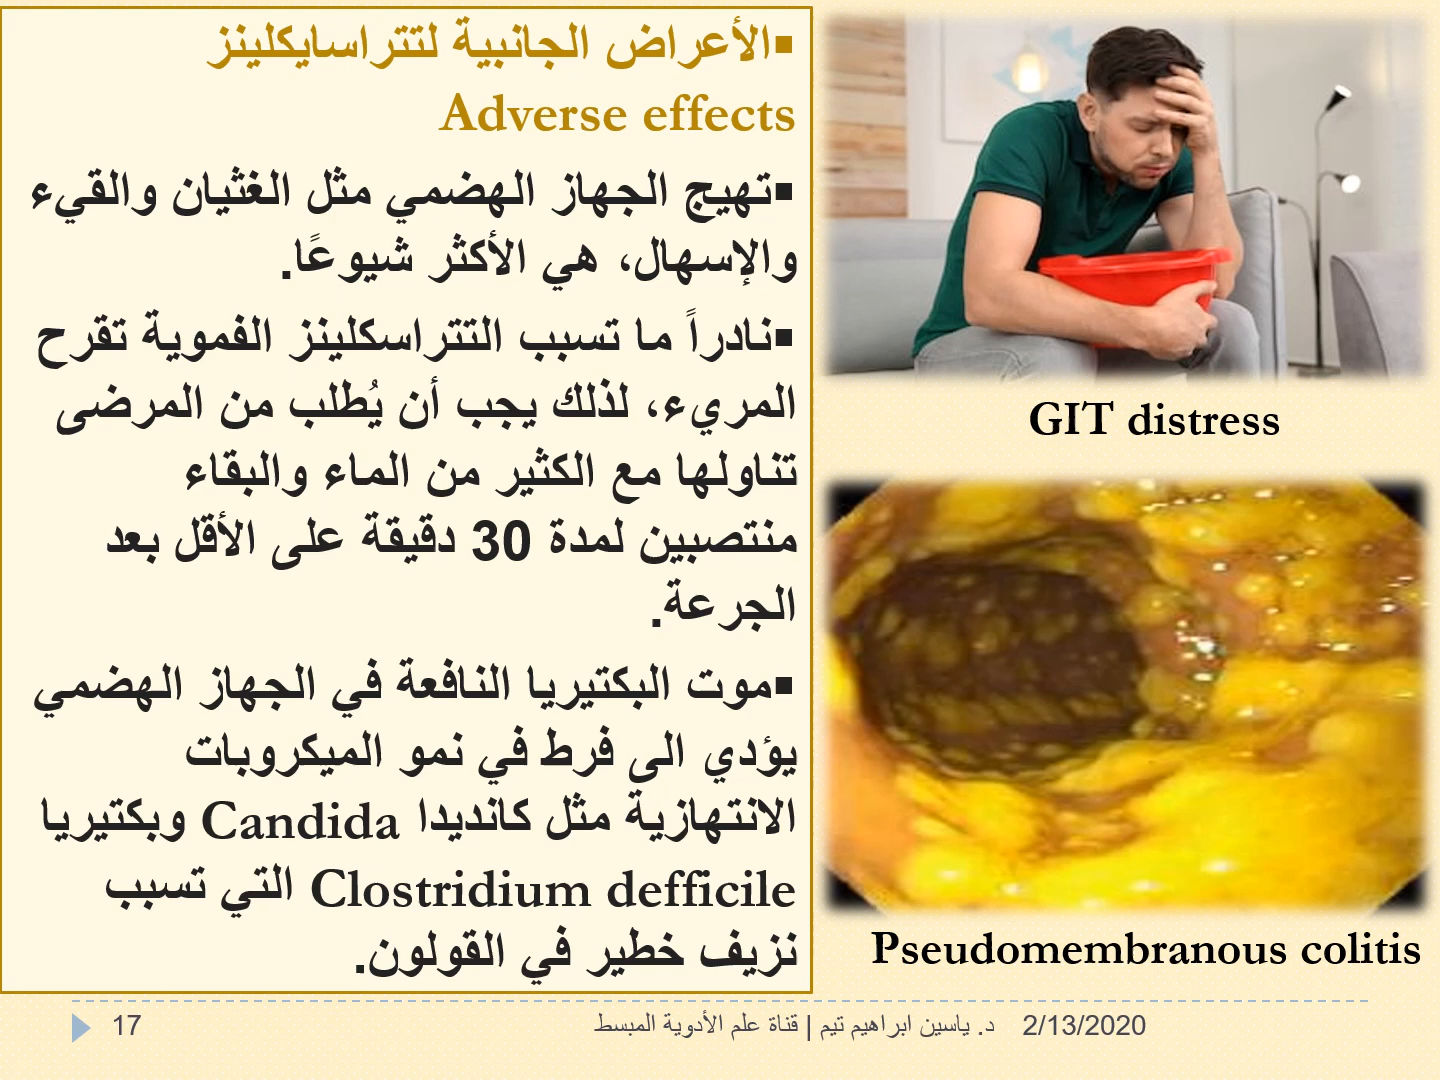 ▪الأعراض الجانبية لتتراسايكلينز
Adverse effects
▪تهيج الجهاز الهضمي مثل الغثيان والقيء
والإسهال، هي الأكثر شيوعًا.
▪نادراً ما تسبب التتراسكلينز الفموية تقرح
المريء، لذلك يجب أن يُطلب من المرضى
تناولها مع الكثير من الماء والبقاء
منتصبين لمدة 30 دقيقة على الأقل بعد
الجرعة.
▪موت البكتيريا النافعة في الجهاز الهضمي
يؤدي الى فرط في نمو الميكروبات
الانتهازية مثل كانديدا Candida وبكتيريا
Clostridium defficile التي تسبب
نزيف خطير في القولون.
GIT distress
Pseudomembranous colitis
17
د. ياسين ابراهيم تيم | قناة علم الأدوية المبسط
2/13/2020